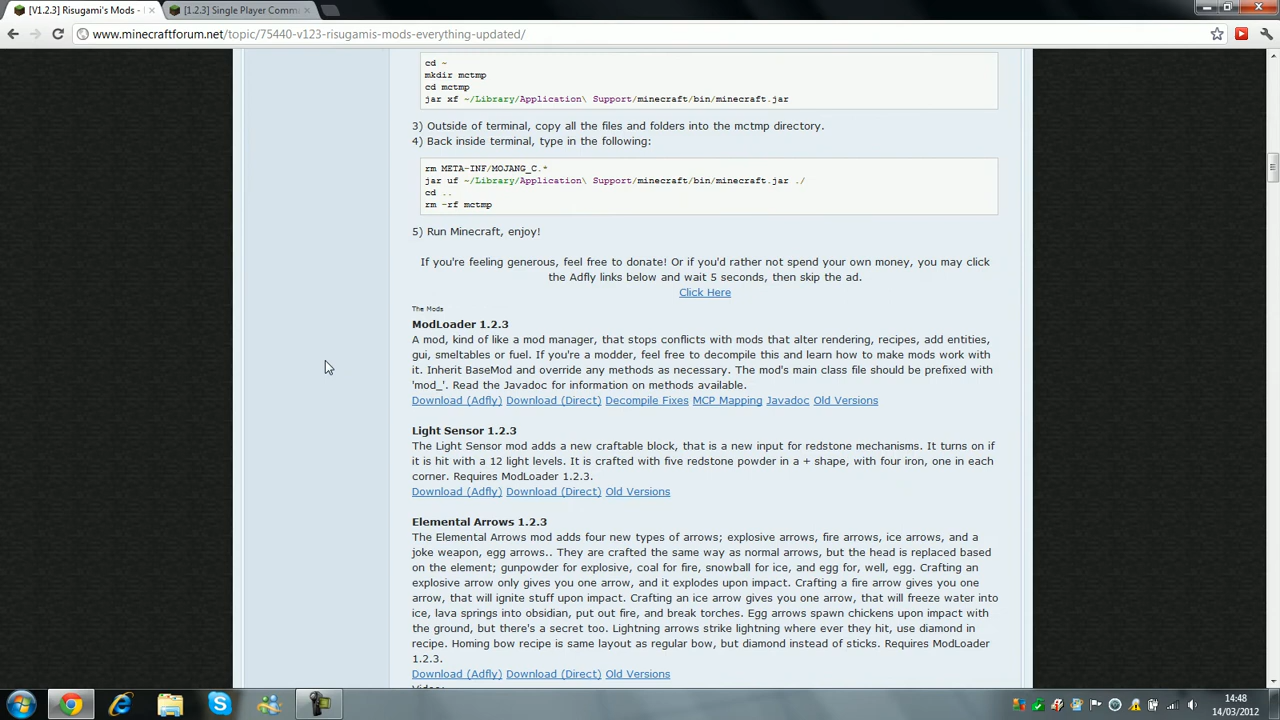 [V1.2.3] Risugami's Mods -
[1.2.3] Single Player Comma
www.minecraftforum.net/topic/75440-v123-risugamis-mods-everything-updated/
cd ~
mkdir mctmp
cd mctmp
jar xf ~/Library/Application\ Support/minecraft/bin/minecraft.jar
3) Outside of terminal, copy all the files and folders into the mctmp directory.
4) Back inside terminal, type in the following:
rm META-INF/MOJANG_C.*
jar uf ~/Library/Application\ Support/minecraft/bin/minecraft.jar ./
cd ..
rm -rf mctmp
5) Run Minecraft, enjoy!
If you're feeling generous, feel free to donate! Or if you'd rather not spend your own money, you may click
the Adfly links below and wait 5 seconds, then skip the ad.
Click Here
The Mods
ModLoader 1.2.3
A mod, kind of like a mod manager, that stops conflicts with mods that alter rendering, recipes, add entities,
gui, smeltables or fuel. If you're a modder, feel free to decompile this and learn how to make mods work with
it. Inherit BaseMod and override any methods as necessary. The mod's main class file should be prefixed with
'mod_'. Read the Javadoc for information on methods available.
Download (Adfly) Download (Direct) Decompile Fixes MCP Mapping Javadoc Old Versions
Light Sensor 1.2.3
The Light Sensor mod adds a new craftable block, that is a new input for redstone mechanisms. It turns on if
it is hit with a 12 light levels. It is crafted with five redstone powder in a + shape, with four iron, one in each
corner. Requires ModLoader 1.2.3.
Download (Adfly) Download (Direct) Old Versions
Elemental Arrows 1.2.3
The Elemental Arrows mod adds four new types of arrows; explosive arrows, fire arrows, ice arrows, and a
joke weapon, egg arrows.. They are crafted the same way as normal arrows, but the head is replaced based
on the element; gunpowder for explosive, coal for fire, snowball for ice, and egg for, well, egg. Crafting an
explosive arrow only gives you one arrow, and it explodes upon impact. Crafting a fire arrow gives you one
arrow, that will ignite stuff upon impact. Crafting an ice arrow gives you one arrow, that will freeze water into
ice, lava springs into obsidian, put out fire, and break torches. Egg arrows spawn chickens upon impact with
the ground, but there's a secret too. Lightning arrows strike lightning where ever they hit, use diamond in
recipe. Homing bow recipe is same layout as regular bow, but diamond instead of sticks. Requires ModLoader
1.2.3.
Download (Adfly) Download (Direct) Old Versions
Video:
14:48
14/03/2012